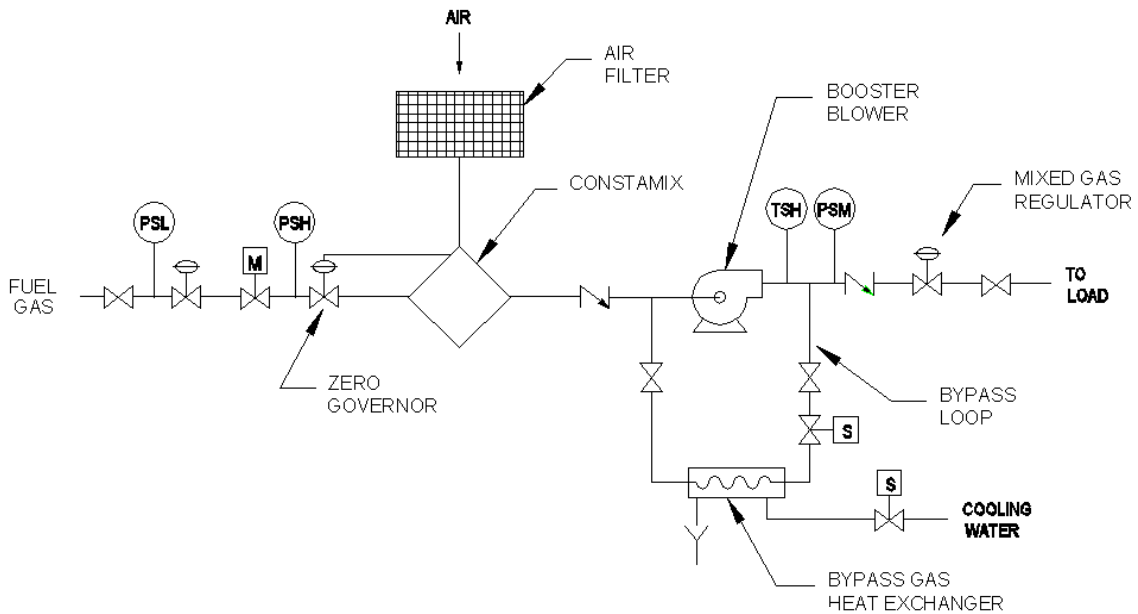 AIR
AIR
FILTER
BOOSTER
BLOWER
CONSTAMIX
MIXED GAS
REGULATOR
PSL
PSH
TSH
PSM
M
FUEL
GAS
TO
LOAD
ZERO
GOVERNOR
BYPASS
LOOP
S
S
COOLING
WATER
BYPASS GAS
HEAT EXCHANGER